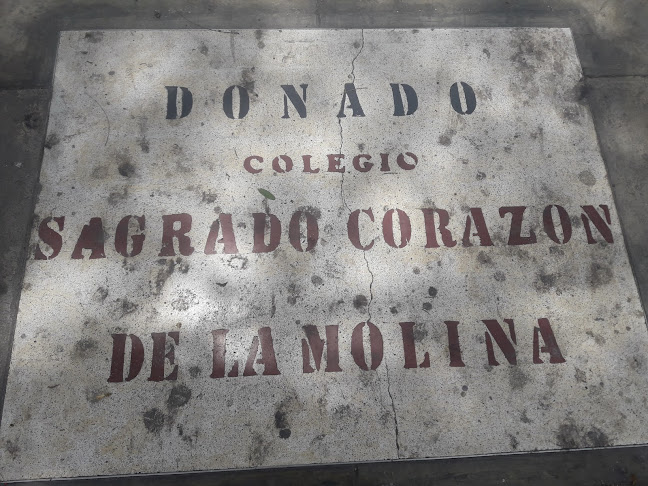 DONADO
COLEGIO
SAGRADO CORAZON
DE LA MOLINA